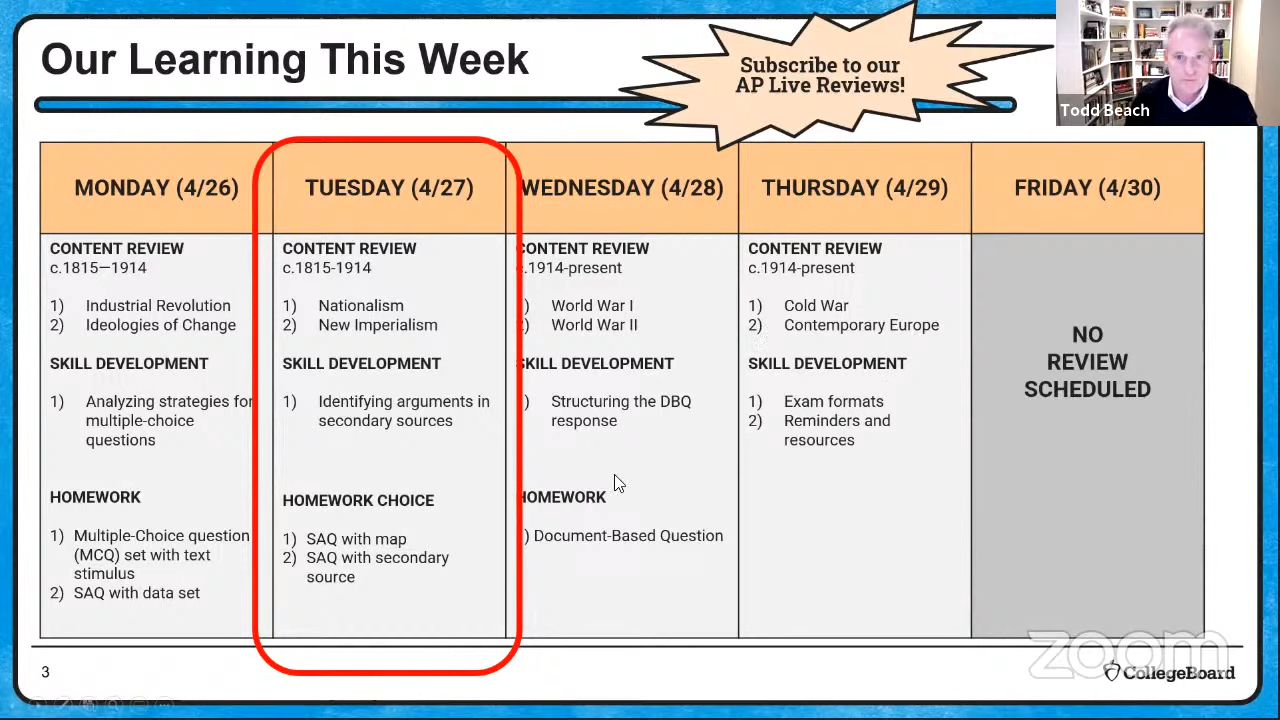 Our Learning This Week
Subscribe to our
AP Live Reviews!
Todd Beach
MONDAY (4/26)
CONTENT REVIEW
c.1815—1914
1) Industrial Revolution
2) Ideologies of Change
SKILL DEVELOPMENT
1) Analyzing strategies for
multiple-choice
questions
HOMEWORK
1) Multiple-Choice question
(MCQ) set with text
stimulus
2) SAQ with data set
TUESDAY (4/27)
CONTENT REVIEW
c.1815-1914
1) Nationalism
2) New Imperialism
SKILL DEVELOPMENT
1) Identifying arguments in
secondary sources
HOMEWORK CHOICE
1) SAQ with map
2) SAQ with secondary
source
WEDNESDAY (4/28)
CONTENT REVIEW
c.1914-present
1) World War I
2) World War II
SKILL DEVELOPMENT
1) Structuring the DBQ
response
HOMEWORK
1) Document-Based Question
THURSDAY (4/29)
CONTENT REVIEW
c.1914-present
1) Cold War
2) Contemporary Europe
SKILL DEVELOPMENT
1) Exam formats
2) Reminders and
resources
FRIDAY (4/30)
NO
REVIEW
SCHEDULED
3
zoom
CollegeBoard